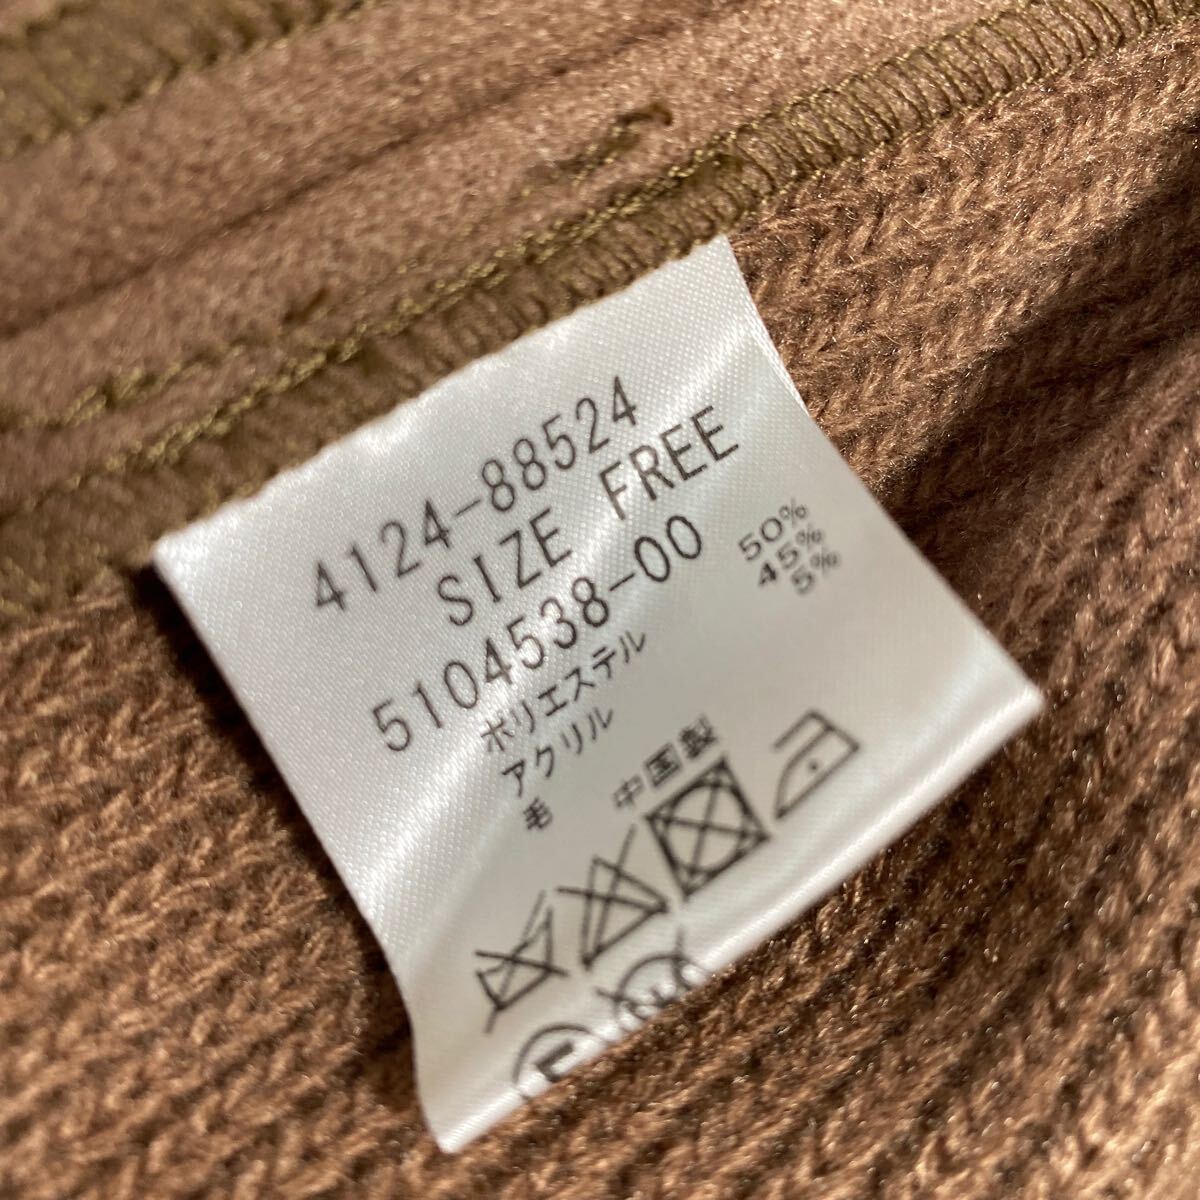 4124-88524
SIZE FREE
5104538-00
ポリエステル 50%
アクリル 45%
毛 5%
中国製